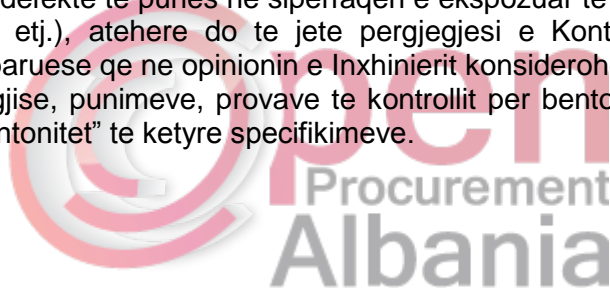 defekte te punes ne siperfaqen e ekspozuar te
etj.), atehere do te jete pergjegjesi e Kont
paruese qe ne opinionin e Inxhinierit konsideroh
gjise, punimeve, provave te kontrollit per bento
ntonitet” te ketyre specifikimeve.
Open
Procurement
Albania